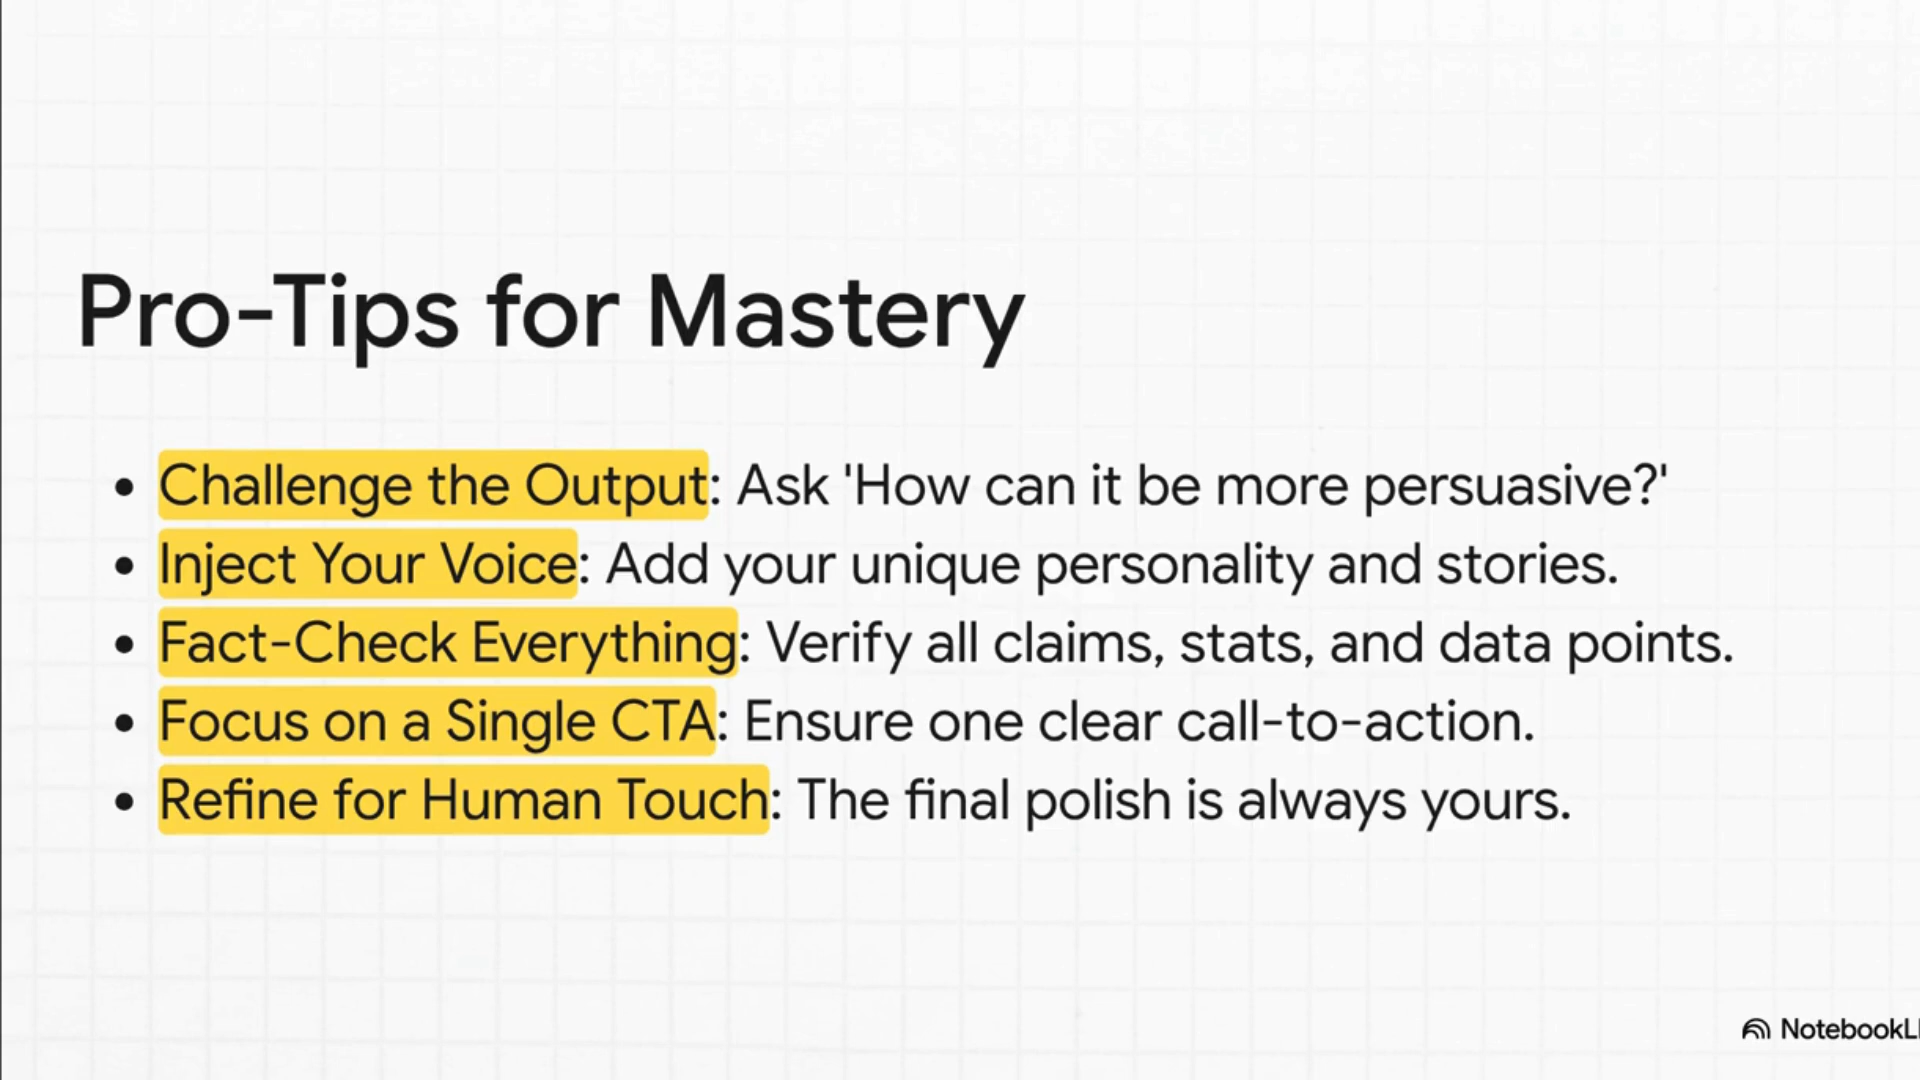 Pro-Tips for Mastery
• Challenge the Output: Ask 'How can it be more persuasive?'
• Inject Your Voice: Add your unique personality and stories.
• Fact-Check Everything: Verify all claims, stats, and data points.
• Focus on a Single CTA: Ensure one clear call-to-action.
• Refine for Human Touch: The final polish is always yours.
NotebookL